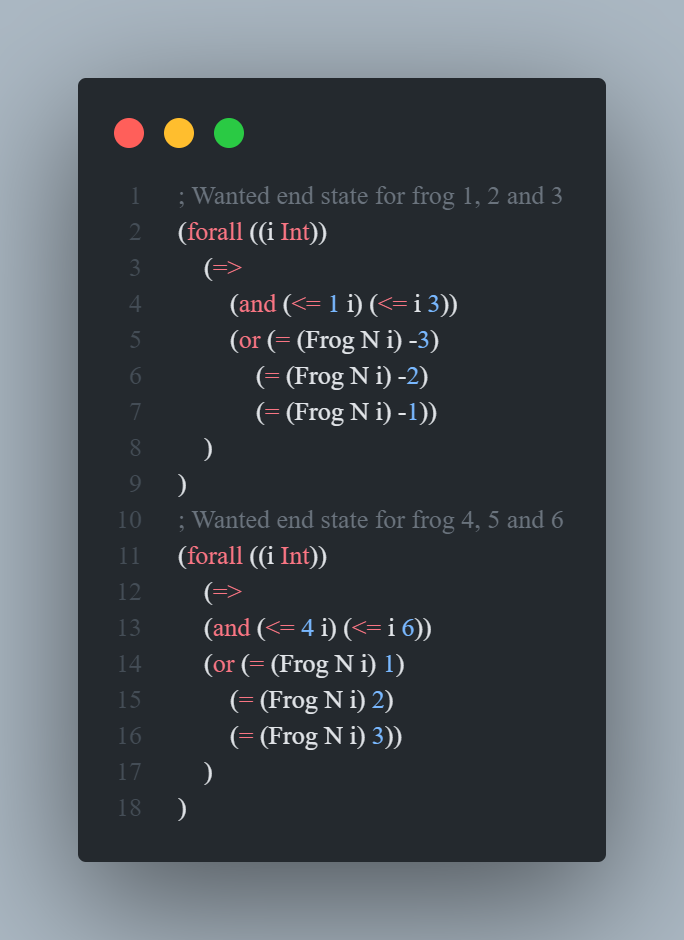 1 ; Wanted end state for frog 1, 2 and 3
2 (forall ((i Int))
3 (=>
4 (and (<= 1 i) (<= i 3))
5 (or (= (Frog N i) -3)
6 (= (Frog N i) -2)
7 (= (Frog N i) -1))
8 )
9 )
10 ; Wanted end state for frog 4, 5 and 6
11 (forall ((i Int))
12 (=>
13 (and (<= 4 i) (<= i 6))
14 (or (= (Frog N i) 1)
15 (= (Frog N i) 2)
16 (= (Frog N i) 3))
17 )
18 )